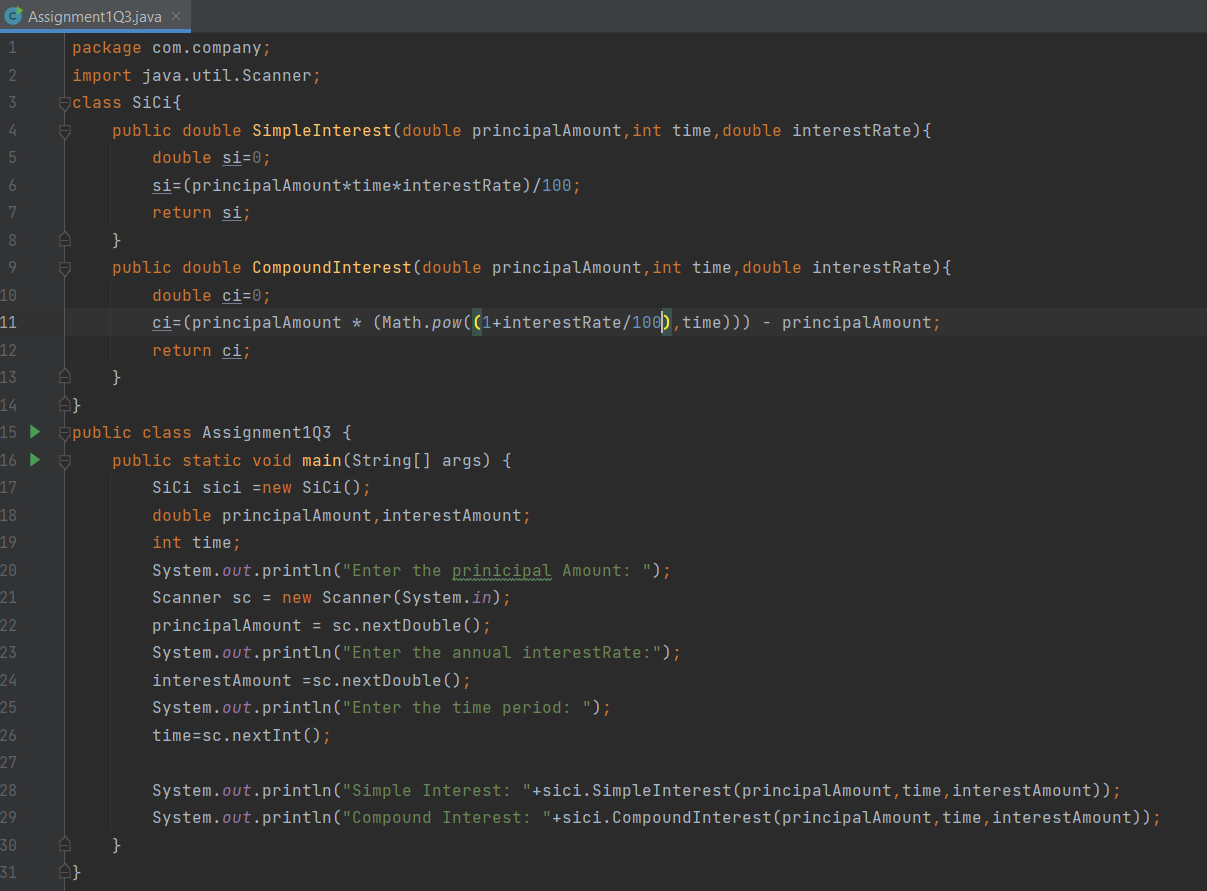 Assignment1Q3.java
1 package com.company;
2 import java.util.Scanner;
3 class SiCi{
4     public double SimpleInterest(double principalAmount,int time,double interestRate){
5         double si=0;
6         si=(principalAmount*time*interestRate)/100;
7         return si;
8     }
9     public double CompoundInterest(double principalAmount,int time,double interestRate){
10         double ci=0;
11         ci=(principalAmount * (Math.pow((1+interestRate/100),time))) - principalAmount;
12         return ci;
13     }
14 }
15 public class Assignment1Q3 {
16     public static void main(String[] args) {
17         SiCi sici =new SiCi();
18         double principalAmount,interestAmount;
19         int time;
20         System.out.println("Enter the prinicipal Amount: ");
21         Scanner sc = new Scanner(System.in);
22         principalAmount = sc.nextDouble();
23         System.out.println("Enter the annual interestRate:");
24         interestAmount =sc.nextDouble();
25         System.out.println("Enter the time period: ");
26         time=sc.nextInt();
27
28         System.out.println("Simple Interest: "+sici.SimpleInterest(principalAmount,time,interestAmount));
29         System.out.println("Compound Interest: "+sici.CompoundInterest(principalAmount,time,interestAmount));
30     }
31 }